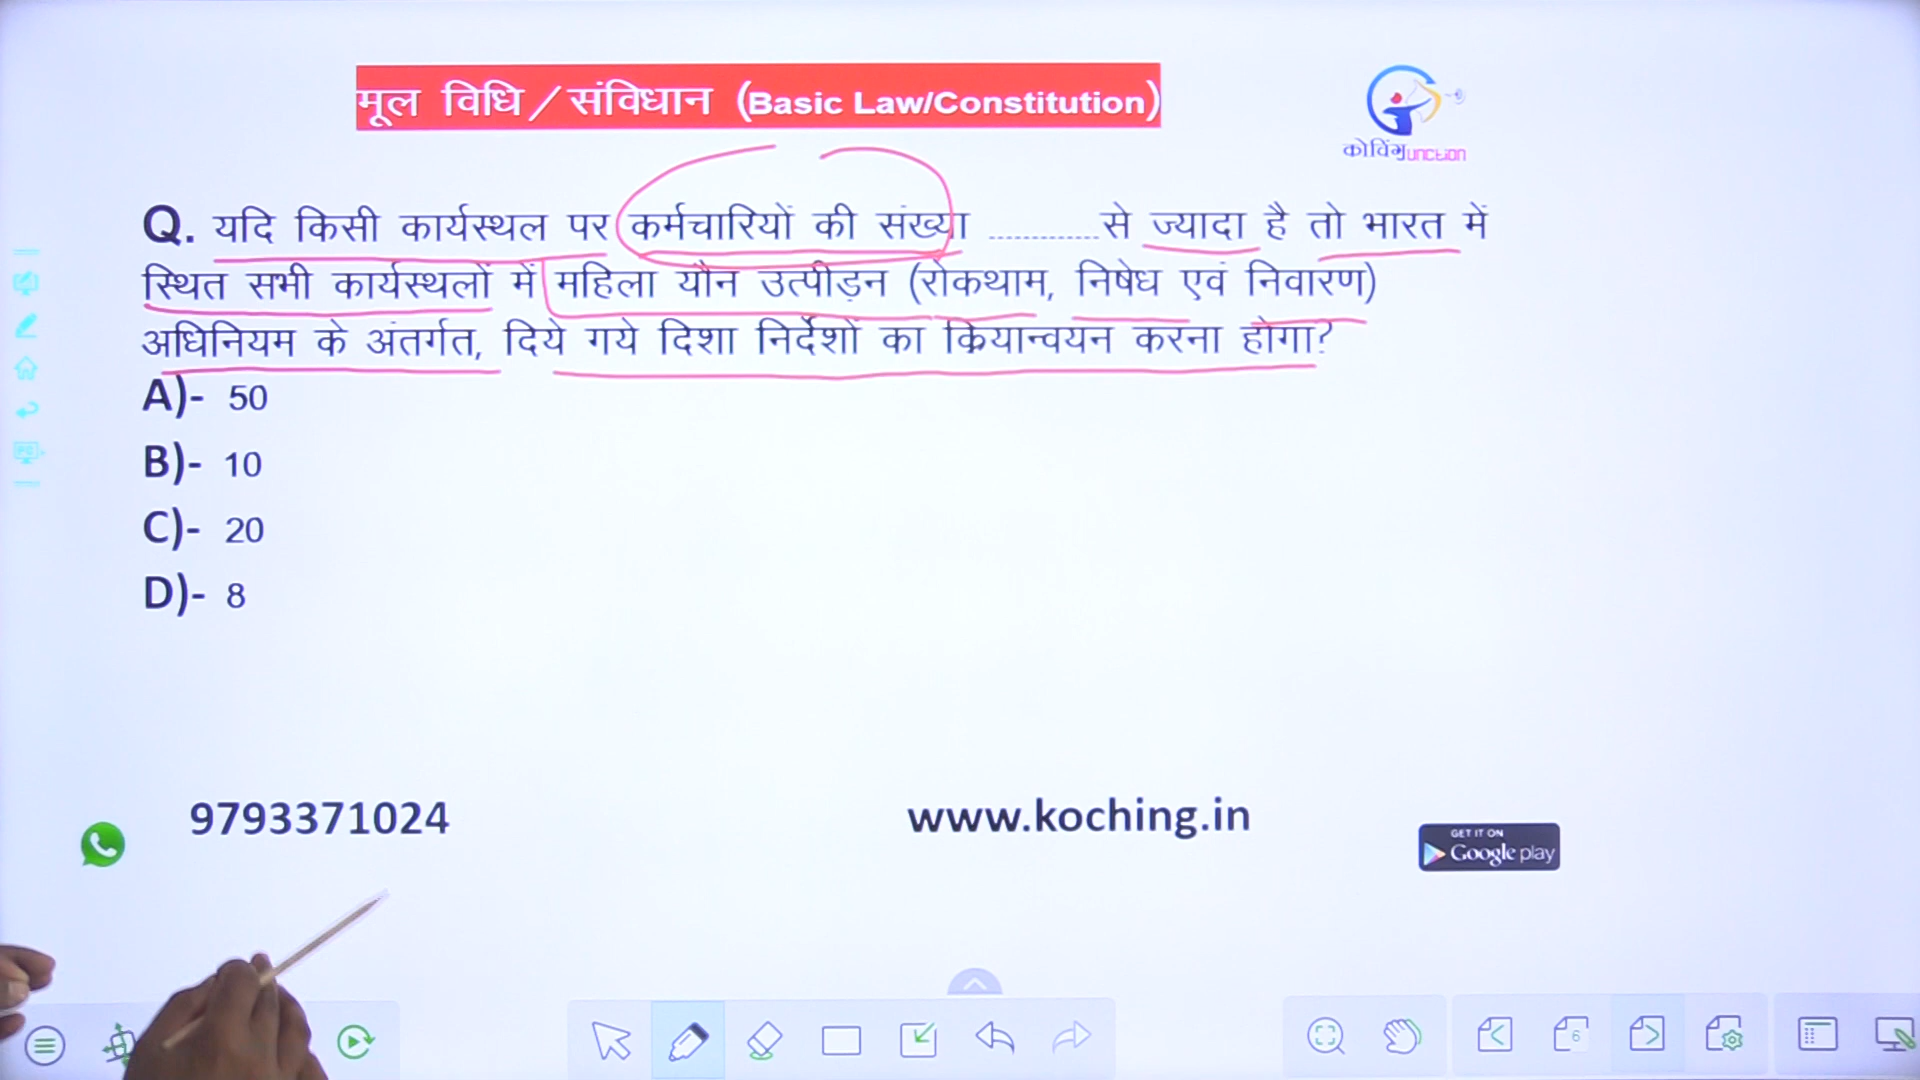 मूल विधि/संविधान (Basic Law/Constitution)
कोचिंगJunction
Q. यदि किसी कार्यस्थल पर कर्मचारियों की संख्या .............से ज्यादा है तो भारत में
स्थित सभी कार्यस्थलों में महिला यौन उत्पीड़न (रोकथाम, निषेध एवं निवारण)
अधिनियम के अंतर्गत, दिये गये दिशा निर्देशों का कियान्वयन करना होगा?
A)- 50
B)- 10
C)- 20
D)- 8
9793371024
www.koching.in
GET IT ON
Google play
6